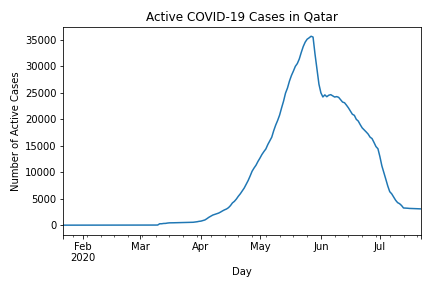 Active COVID-19 Cases in Qatar
Number of Active Cases
35000
30000
25000
20000
15000
10000
5000
0
Feb
2020
Mar
Apr
May
Jun
Jul
Day